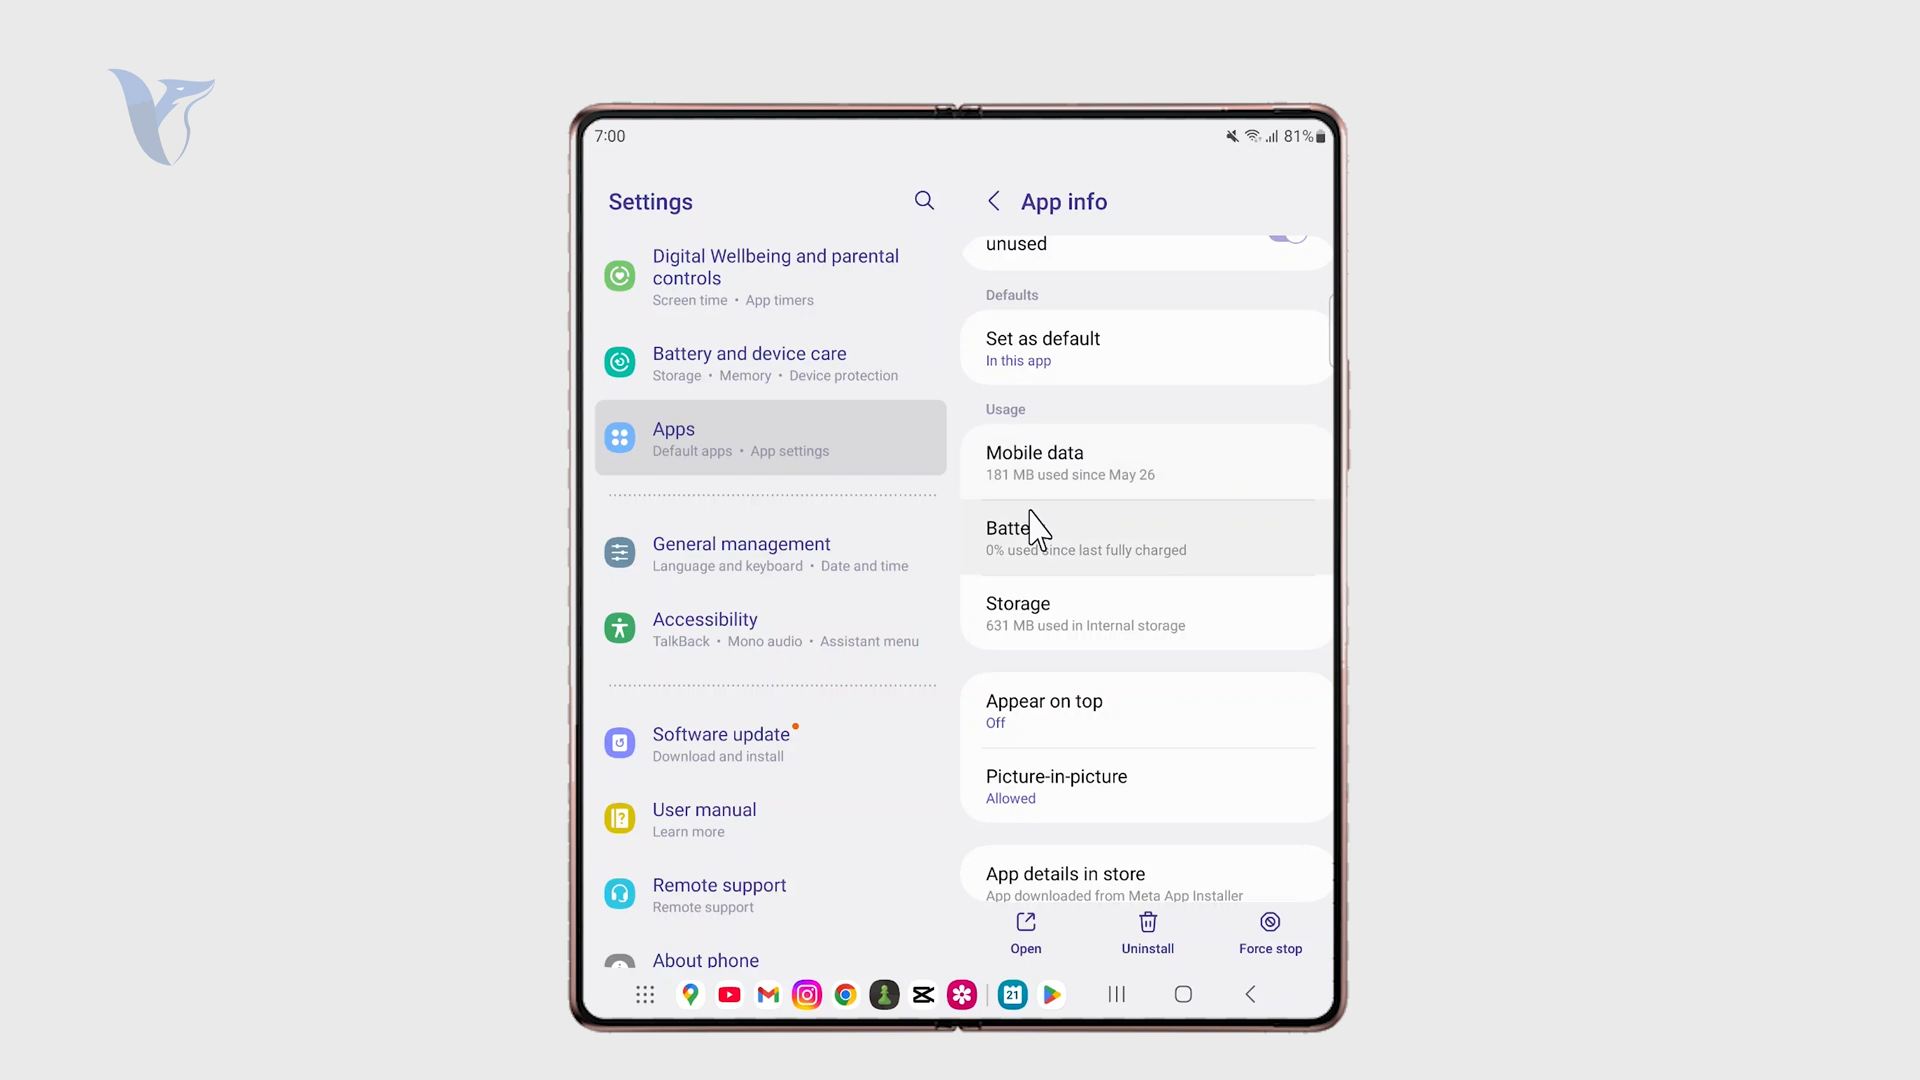 7:00
81%
Settings
Digital Wellbeing and parental
controls
Screen time • App timers
Battery and device care
Storage • Memory • Device protection
Apps
Default apps • App settings
General management
Language and keyboard • Date and time
Accessibility
TalkBack • Mono audio • Assistant menu
Software update
Download and install
User manual
Learn more
Remote support
Remote support
About phone
App info
unused
Defaults
Set as default
In this app
Usage
Mobile data
181 MB used since May 26
Batte
0% used since last fully charged
Storage
631 MB used in Internal storage
Appear on top
Off
Picture-in-picture
Allowed
App details in store
App downloaded from Meta App Installer
Open
Uninstall
Force stop
21